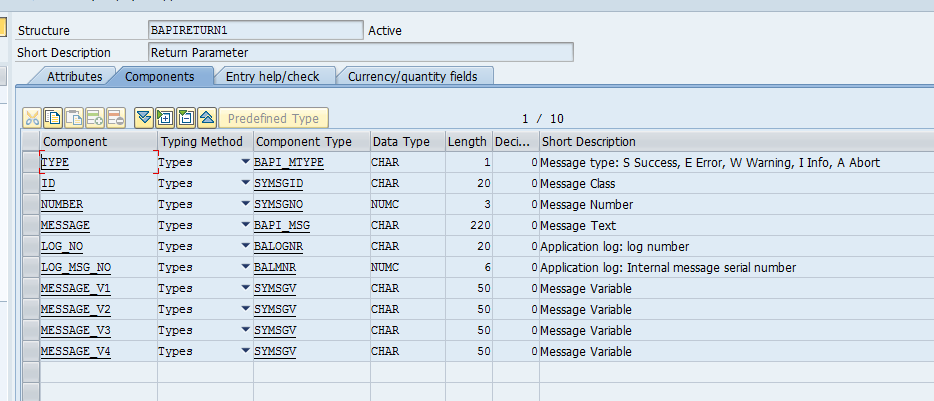 Structure BAPIRETURN1 Active
Short Description Return Parameter
Attributes Components Entry help/check Currency/quantity fields
Predefined Type 1 / 10
Component Typing Method Component Type Data Type Length Deci... Short Description
TYPE Types BAPI_MTYPE CHAR 1 0 Message type: S Success, E Error, W Warning, I Info, A Abort
ID Types SYMSGID CHAR 20 0 Message Class
NUMBER Types SYMSGNO NUMC 3 0 Message Number
MESSAGE Types BAPI_MSG CHAR 220 0 Message Text
LOG_NO Types BALOGNR CHAR 20 0 Application log: log number
LOG_MSG_NO Types BALMNR NUMC 6 0 Application log: Internal message serial number
MESSAGE_V1 Types SYMSGV CHAR 50 0 Message Variable
MESSAGE_V2 Types SYMSGV CHAR 50 0 Message Variable
MESSAGE_V3 Types SYMSGV CHAR 50 0 Message Variable
MESSAGE_V4 Types SYMSGV CHAR 50 0 Message Variable